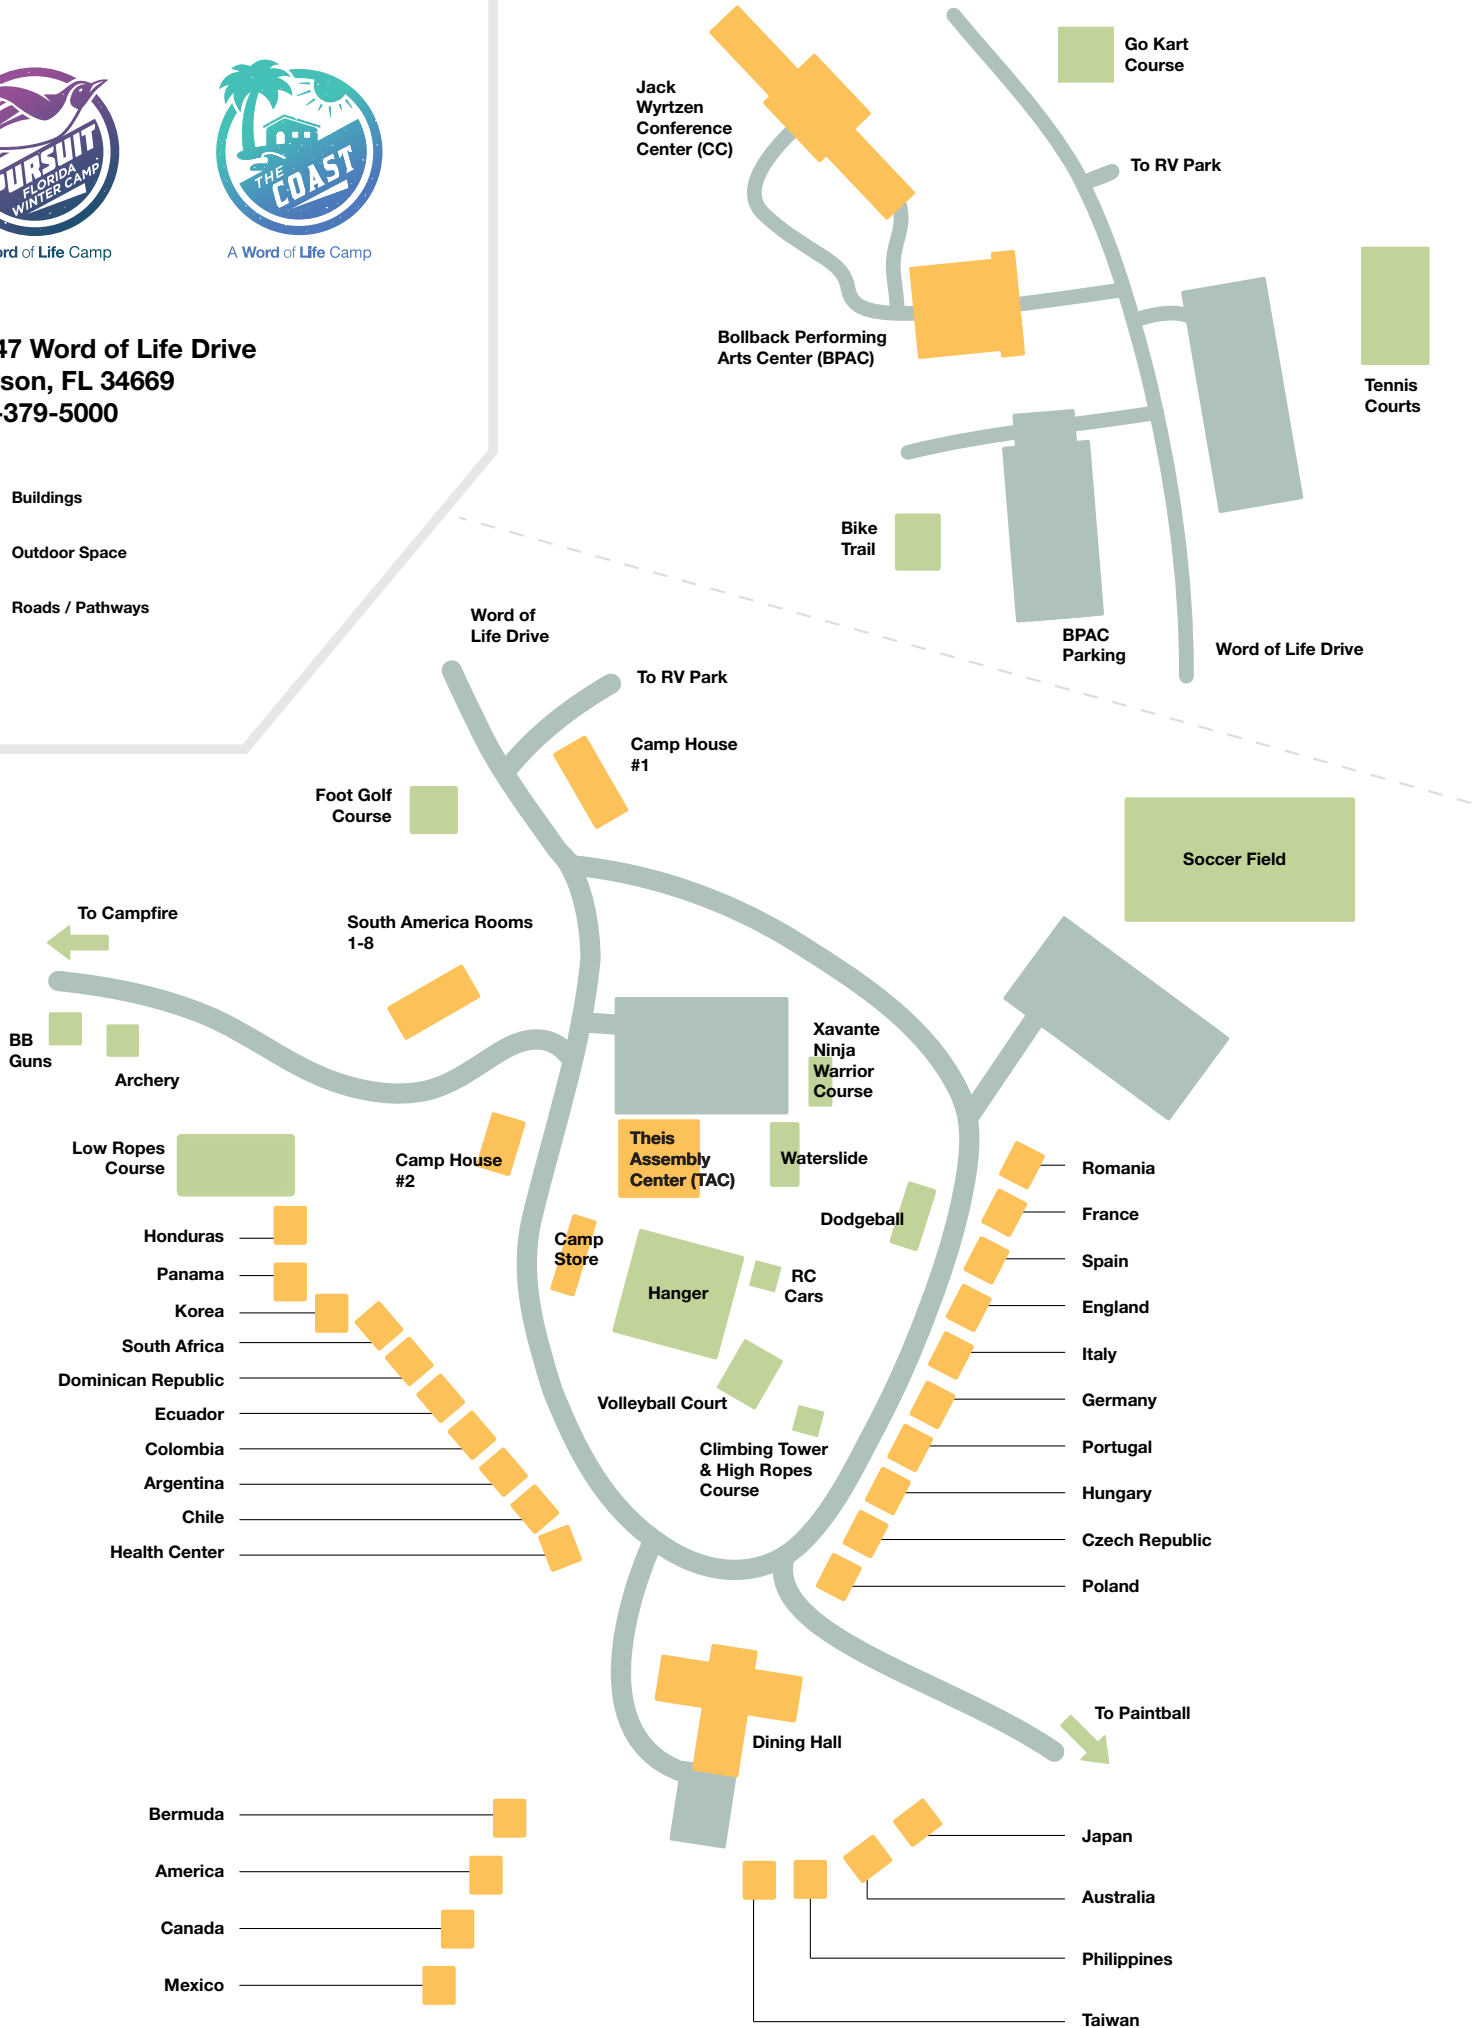 PURSUIT
FLORIDA
WINTER CAMP
of Life Camp
THE
COAST
A Word of Life Camp
47 Word of Life Drive
FL 34669
-379-5000
Buildings
Outdoor Space
Roads / Pathways
Jack
Wyrtzen
Conference
Center (CC)
Go Kart
Course
To RV Park
Bollback Performing
Arts Center (BPAC)
Tennis
Courts
Bike
Trail
BPAC
Parking
Word of Life Drive
Word of
Life Drive
To RV Park
Camp House
#1
Foot Golf
Course
Soccer Field
To Campfire
South America Rooms
1-8
BB
Guns
Archery
Xavante
Ninja
Warrior
Course
Low Ropes
Course
Camp House
#2
Theis
Assembly
Center (TAC)
Waterslide
Dodgeball
Camp
Store
Hanger
RC
Cars
Volleyball Court
Climbing Tower
& High Ropes
Course
Honduras
Panama
Korea
South Africa
Dominican Republic
Ecuador
Colombia
Argentina
Chile
Health Center
Romania
France
Spain
England
Italy
Germany
Portugal
Hungary
Czech Republic
Poland
To Paintball
Dining Hall
Bermuda
America
Canada
Mexico
Japan
Australia
Philippines
Taiwan